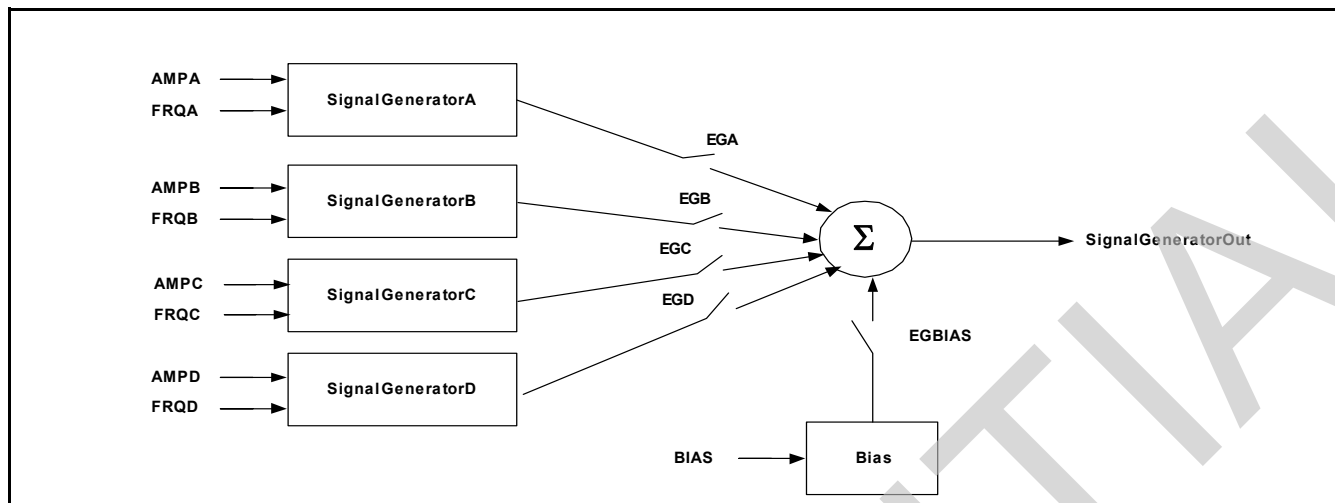 AMPA
FRQA
SignalGeneratorA
EGA
AMPB
FRQB
SignalGeneratorB
EGB
Σ
SignalGeneratorOut
AMPC
FRQC
SignalGeneratorC
EGC
EGD
EGBIAS
AMPD
FRQD
SignalGeneratorD
BIAS
Bias
TIAL